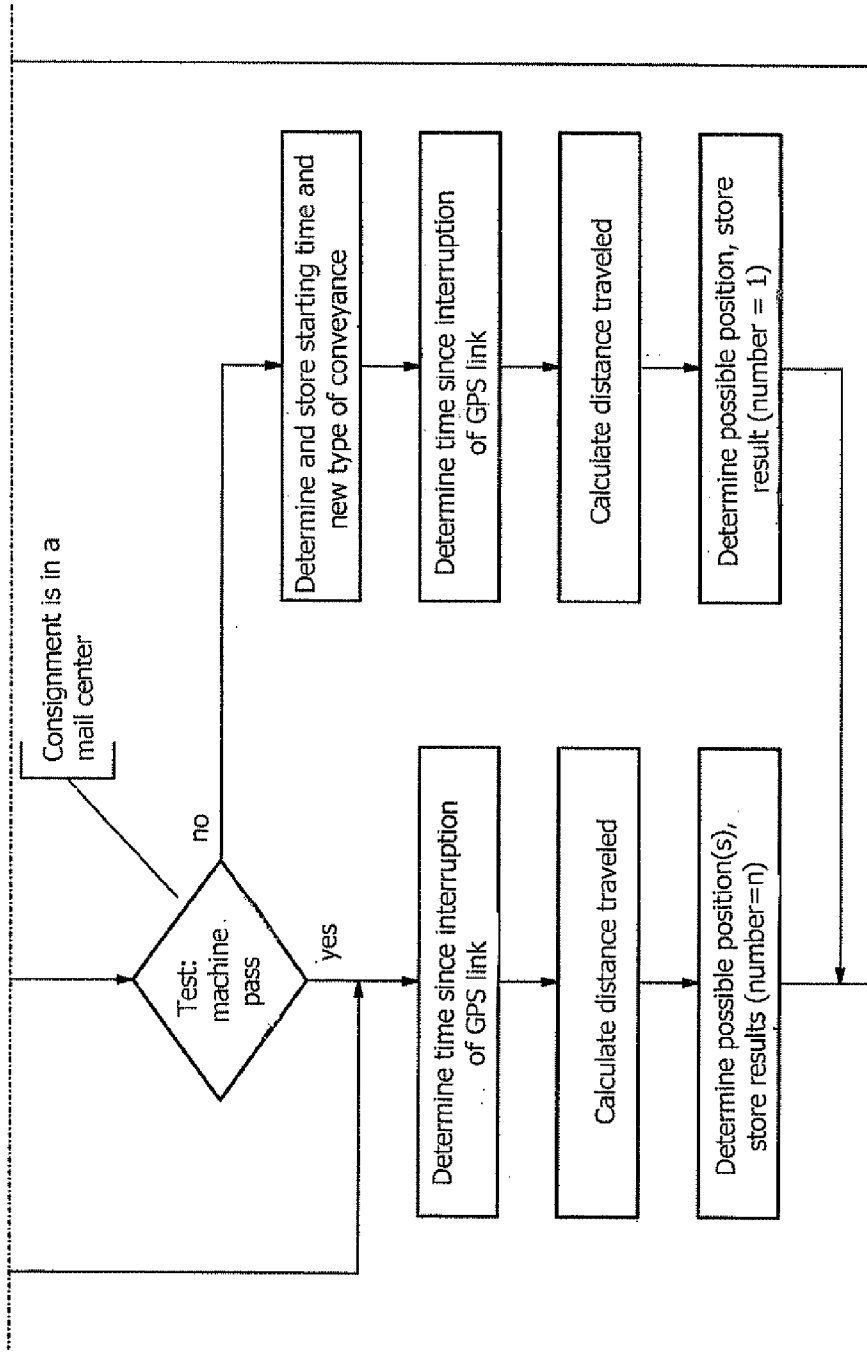 Consignment is in a
mail center
Test:
machine
pass
no
yes
Determine time since interruption
of GPS link
Calculate distance traveled
Determine possible position(s),
store results (number=n)
Determine and store starting time and
new type of conveyance
Determine time since interruption
of GPS link
Calculate distance traveled
Determine possible position, store
result (number = 1)